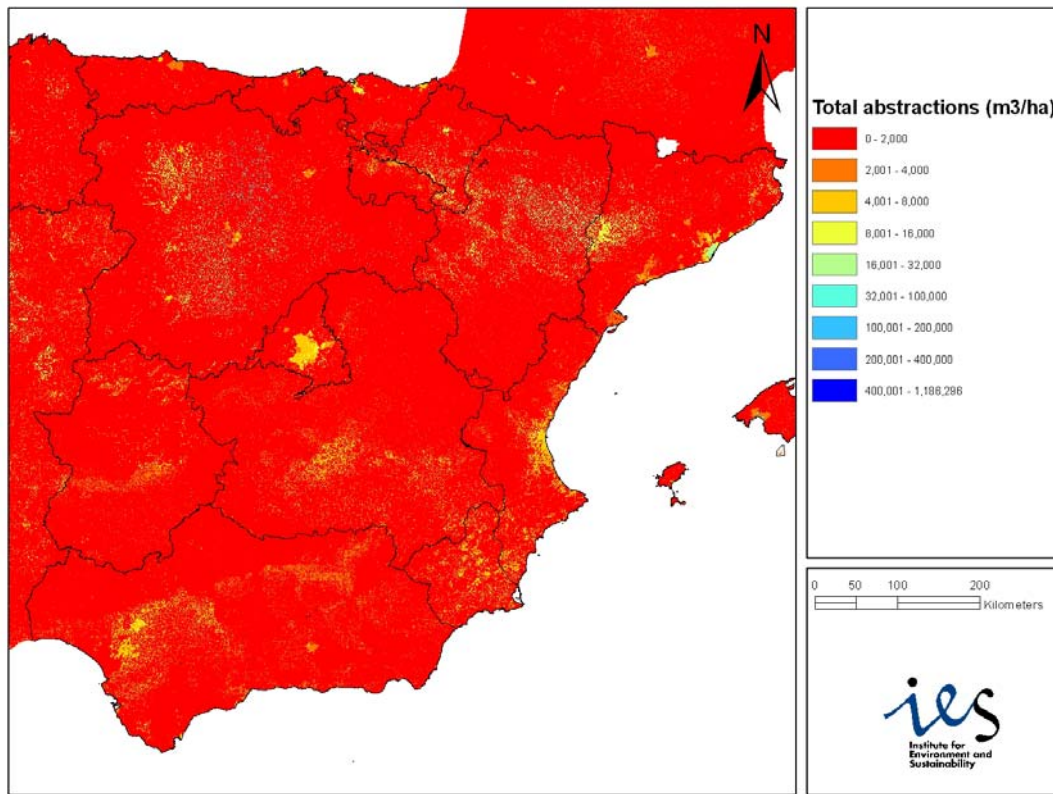 N
Total abstractions (m3/ha)
0 - 2,000
2,001 - 4,000
4,001 - 8,000
8,001 - 16,000
16,001 - 32,000
32,001 - 100,000
100,001 - 200,000
200,001 - 400,000
400,001 - 1,186,296
0 50 100 200
Kilometers
ies
Institute for
Environment and
Sustainability